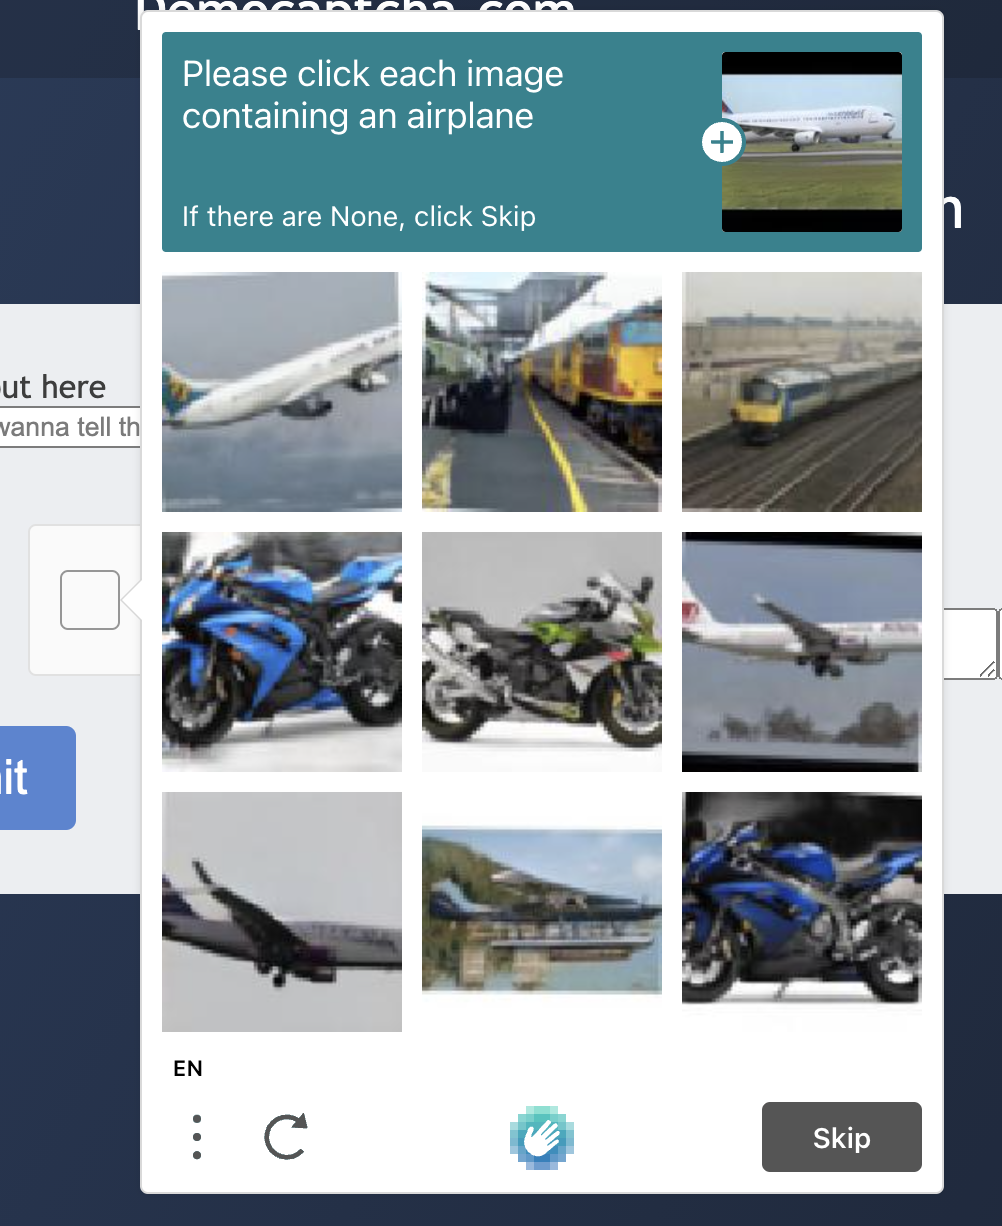 Democaptcha.com
Please click each image
containing an airplane
If there are None, click Skip
n
out here
wanna tell th
it
EN
Skip